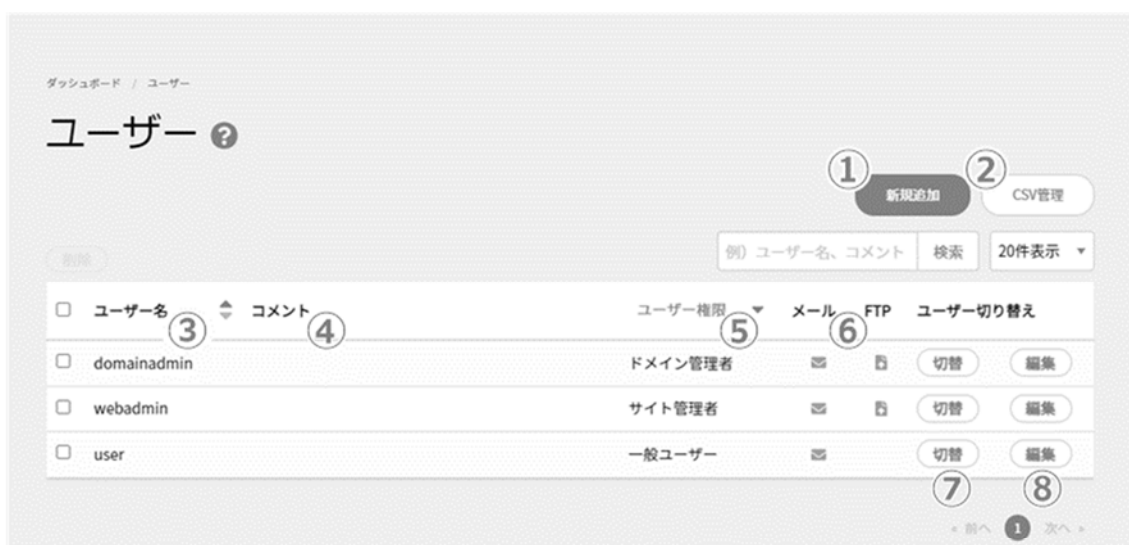 ダッシュボード / ユーザー
ユーザー ?
① 新規追加 ② CSV管理
削除 例）ユーザー名、コメント 検索 20件表示
ユーザー名 ③ コメント ④ ユーザー権限 ⑤ メール ⑥ FTP ユーザー切り替え
domainadmin ドメイン管理者 切替 編集
webadmin サイト管理者 切替 編集
user 一般ユーザー 切替 編集
⑦ ⑧
« 前へ 1 次へ »